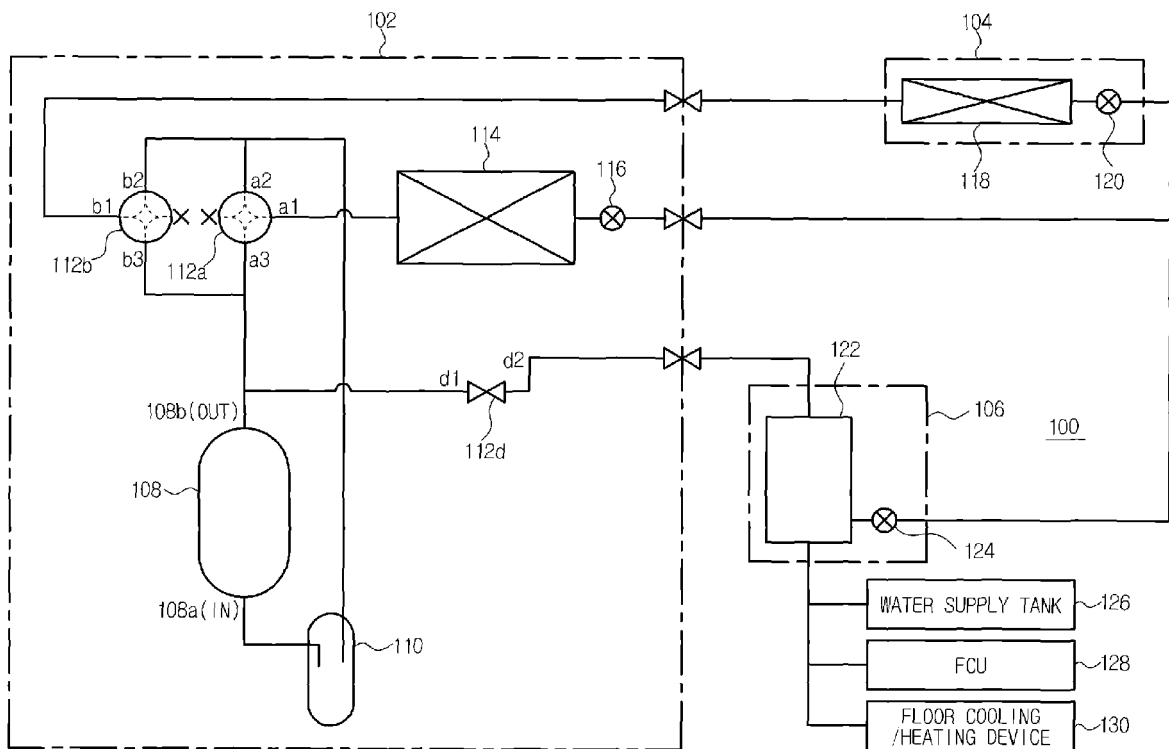 102
104
114
118
120
116
b2
a2
b1
a1
b3
a3
112b
112a
d1
d2
112d
122
106
100
108b(OUT)
108
124
108a(IN)
110
WATER SUPPLY TANK
126
FCU
128
FLOOR COOLING
/HEATING DEVICE
130